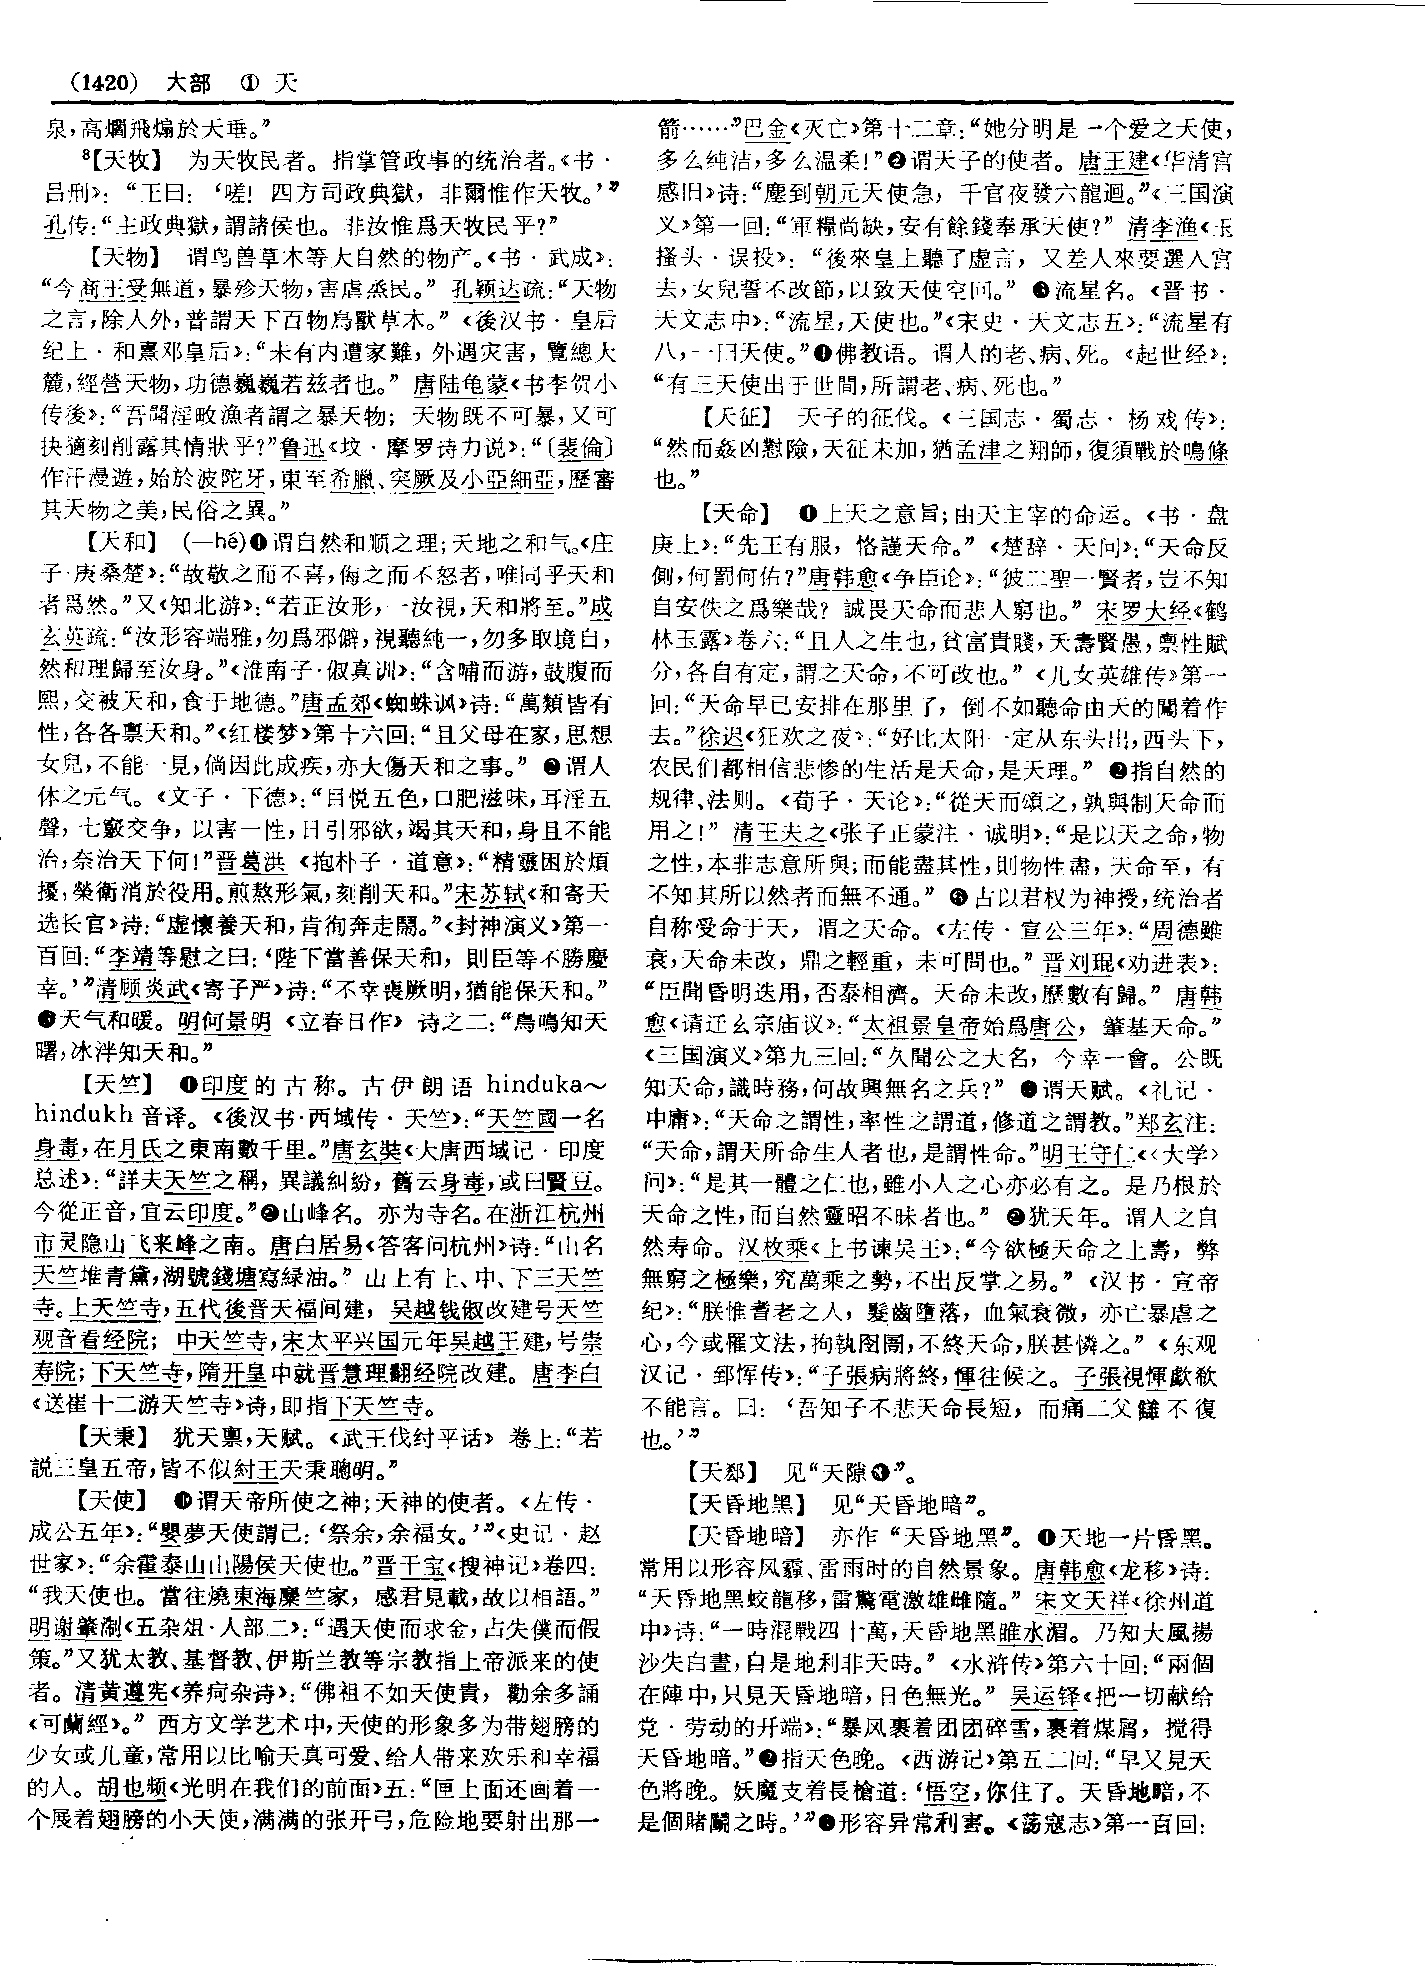 （1420） 大部 ① 天
泉，高爓飛煽於天垂。”
⁸【天牧】 为天牧民者。指掌管政事的统治者。《书·
吕刑》：“王曰：‘嗟！四方司政典獄，非爾惟作天牧。’”
孔传：“主政典獄，謂諸侯也。非汝惟爲天牧民乎？”
【天物】 谓鸟兽草木等大自然的物产。《书·武成》：
“今商王受無道，暴殄天物，害虐烝民。”孔颖达疏：“天物
之言，除人外，普謂天下百物鳥獸草木。”《後汉书·皇后
纪上·和熹邓皇后》：“未有内遭家難，外遇灾害，覽總大
麓，經營天物，功德巍巍若兹者也。”唐陆龟蒙《书李贺小
传後》：“吾聞淫畋漁者謂之暴天物；天物既不可暴，又可
抉擿刻削露其情狀乎？”鲁迅《坟·摩罗诗力说》：“〔裴倫〕
作汗漫遊，始於波陀牙，東至希臘、突厥及小亞細亞，歷審
其天物之美，民俗之異。”
【天和】 (—hé)❶谓自然和顺之理；天地之和气。《庄
子·庚桑楚》：“故敬之而不喜，侮之而不怒者，唯同乎天和
者爲然。”又《知北游》：“若正汝形，一汝視，天和將至。”成
玄英疏：“汝形容端雅，勿爲邪僻，視聽純一，勿多取境白，
然和理歸至汝身。”《淮南子·俶真训》：“含哺而游，鼓腹而
熙，交被天和，食于地德。”唐孟郊《蜘蛛讽》诗：“萬類皆有
性，各各禀天和。”《红楼梦》第十六回：“且父母在家，思想
女兒，不能一見，倘因此成疾，亦大傷天和之事。”❷谓人
体之元气。《文子·下德》：“目悦五色，口肥滋味，耳淫五
聲，七竅交争，以害一性，日引邪欲，竭其天和，身且不能
治，奈治天下何！”晋葛洪《抱朴子·道意》：“精靈困於煩
擾，榮衛消於役用。煎熬形氣，刻削天和。”宋苏轼《和寄天
选长官》诗：“虚懷養天和，肯徇奔走鬧。”《封神演义》第一
百回：“李靖等慰之曰：‘陛下當善保天和，則臣等不勝慶
幸。’”清顾炎武《寄子严》诗：“不幸喪厥明，猶能保天和。”
❸天气和暖。明何景明《立春日作》诗之二：“鳥鳴知天
曙，冰泮知天和。”
【天竺】 ❶印度的古称。古伊朗语 hinduka～
hindukh 音译。《後汉书·西域传·天竺》：“天竺國一名
身毒，在月氏之東南數千里。”唐玄奘《大唐西域记·印度
总述》：“詳夫天竺之稱，異議糾紛，舊云身毒，或曰賢豆。
今從正音，宜云印度。”❷山峰名。亦为寺名。在浙江杭州
市灵隐山飞来峰之南。唐白居易《答客问杭州》诗：“山名
天竺堆青黛，湖號錢塘瀉緑油。”山上有上、中、下三天竺
寺。上天竺寺，五代後晋天福间建，吴越钱俶改建号天竺
观音看经院；中天竺寺，宋太平兴国元年吴越王建，号崇
寿院；下天竺寺，隋开皇中就晋慧理翻经院改建。唐李白
《送崔十二游天竺寺》诗，即指下天竺寺。
【天秉】 犹天禀，天赋。《武王伐纣平话》卷上：“若
説三皇五帝，皆不似紂王天秉聰明。”
【天使】 ❶谓天帝所使之神；天神的使者。《左传·
成公五年》：“嬰夢天使謂己：‘祭余，余福女。’”《史记·赵
世家》：“余霍泰山山陽侯天使也。”晋干宝《搜神记》卷四：
“我天使也。當往燒東海麋竺家，感君見載，故以相語。”
明谢肇淛《五杂俎·人部二》：“遇天使而求金，占失僕而假
策。”又犹太教、基督教、伊斯兰教等宗教指上帝派来的使
者。清黄遵宪《养疴杂诗》：“佛祖不如天使貴，勸余多誦
《可蘭經》。”西方文学艺术中，天使的形象多为带翅膀的
少女或儿童，常用以比喻天真可爱、给人带来欢乐和幸福
的人。胡也频《光明在我们的前面》五：“匣上面还画着一
个展着翅膀的小天使，满满的张开弓，危险地要射出那一
箭……”巴金《灭亡》第十二章：“她分明是一个爱之天使，
多么纯洁，多么温柔！”❷谓天子的使者。唐王建《华清宫
感旧》诗：“塵到朝元天使急，千官夜發六龍迴。”《三国演
义》第一回：“軍糧尚缺，安有餘錢奉承天使？”清李渔《玉
搔头·误投》：“後來皇上聽了虚言，又差人來要選入宫
去，女兒誓不改節，以致天使空回。”❸流星名。《晋书·
天文志中》：“流星，天使也。”《宋史·天文志五》：“流星有
八，一曰天使。”❹佛教语。谓人的老、病、死。《起世经》：
“有三天使出于世間，所謂老、病、死也。”
【天征】 天子的征伐。《三国志·蜀志·杨戏传》：
“然而姦凶懟險，天征未加，猶孟津之翔師，復須戰於鳴條
也。”
【天命】 ❶上天之意旨；由天主宰的命运。《书·盘
庚上》：“先王有服，恪謹天命。”《楚辞·天问》：“天命反
側，何罰何佑？”唐韩愈《争臣论》：“彼二聖一賢者，豈不知
自安佚之爲樂哉？誠畏天命而悲人窮也。”宋罗大经《鹤
林玉露》卷六：“且人之生也，貧富貴賤，夭壽賢愚，禀性賦
分，各自有定，謂之天命，不可改也。”《儿女英雄传》第一
回：“天命早已安排在那里了，倒不如聽命由天的闖着作
去。”徐迟《狂欢之夜》：“好比太阳一定从东头出，西头下，
农民们都相信悲惨的生活是天命，是天理。”❷指自然的
规律、法则。《荀子·天论》：“從天而頌之，孰與制天命而
用之！”清王夫之《张子正蒙注·诚明》：“是以天之命，物
之性，本非志意所與；而能盡其性，則物性盡，天命至，有
不知其所以然者而無不通。”❸古以君权为神授，统治者
自称受命于天，谓之天命。《左传·宣公三年》：“周德雖
衰，天命未改，鼎之輕重，未可問也。”晋刘琨《劝进表》：
“臣聞昏明迭用，否泰相濟。天命未改，歷數有歸。”唐韩
愈《请迁玄宗庙议》：“太祖景皇帝始爲唐公，肇基天命。”
《三国演义》第九三回：“久聞公之大名，今幸一會。公既
知天命，識時務，何故興無名之兵？”❹谓天赋。《礼记·
中庸》：“天命之謂性，率性之謂道，修道之謂教。”郑玄注：
“天命，謂天所命生人者也，是謂性命。”明王守仁《〈大学〉
问》：“是其一體之仁也，雖小人之心亦必有之。是乃根於
天命之性，而自然靈昭不昧者也。”❺犹天年。谓人之自
然寿命。汉枚乘《上书谏吴王》：“今欲極天命之上壽，弊
無窮之極樂，究萬乘之勢，不出反掌之易。”《汉书·宣帝
纪》：“朕惟耆老之人，髮齒墮落，血氣衰微，亦亡暴虐之
心，今或罹文法，拘執囹圄，不終天命，朕甚憐之。”《东观
汉记·郅恽传》：“子張病將終，惲往候之。子張視惲歔欷
不能言。曰：‘吾知子不悲天命長短，而痛二父讎不復
也。’”
【天郄】 见“天隙❸”。
【天昏地黑】 见“天昏地暗”。
【天昏地暗】 亦作“天昏地黑”。❶天地一片昏黑。
常用以形容风霾、雷雨时的自然景象。唐韩愈《龙移》诗：
“天昏地黑蛟龍移，雷驚電激雄雌隨。”宋文天祥《徐州道
中》诗：“一時混戰四十萬，天昏地黑睢水湄。乃知大風揚
沙失白晝，自是地利非天時。”《水浒传》第六十回：“兩個
在陣中，只見天昏地暗，日色無光。”吴运铎《把一切献给
党·劳动的开端》：“暴风裹着团团碎雪，裹着煤屑，搅得
天昏地暗。”❷指天色晚。《西游记》第五二回：“早又見天
色將晚。妖魔支着長槍道：‘悟空，你住了。天昏地暗，不
是個賭鬭之時。’”❸形容异常利害。《荡寇志》第一百回：